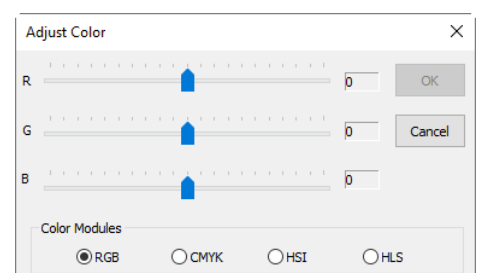 Adjust Color
R 0 OK
G 0 Cancel
B 0
Color Modules
RGB CMYK HSI HLS